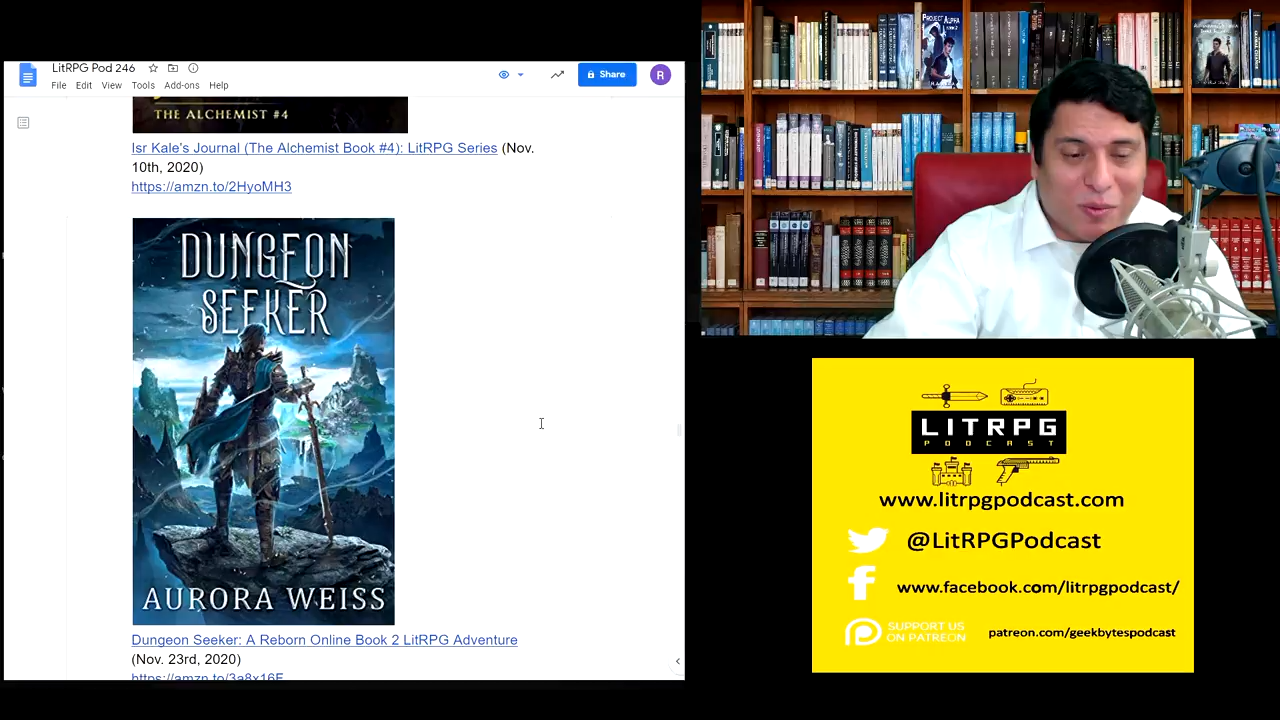 LitRPG Pod 246
File Edit View Tools Add-ons Help
Share
R
THE ALCHEMIST #4
Isr Kale's Journal (The Alchemist Book #4): LitRPG Series (Nov.
10th, 2020)
https://amzn.to/2HyoMH3
DUNGEON
SEEKER
AURORA WEISS
Dungeon Seeker: A Reborn Online Book 2 LitRPG Adventure
(Nov. 23rd, 2020)
PROJECT
ALPHA
LITRPG
PODCAST
www.litrpgpodcast.com
@LitRPGPodcast
www.facebook.com/litrpgpodcast/
SUPPORT US
ON PATREON
patreon.com/geekbytespodcast